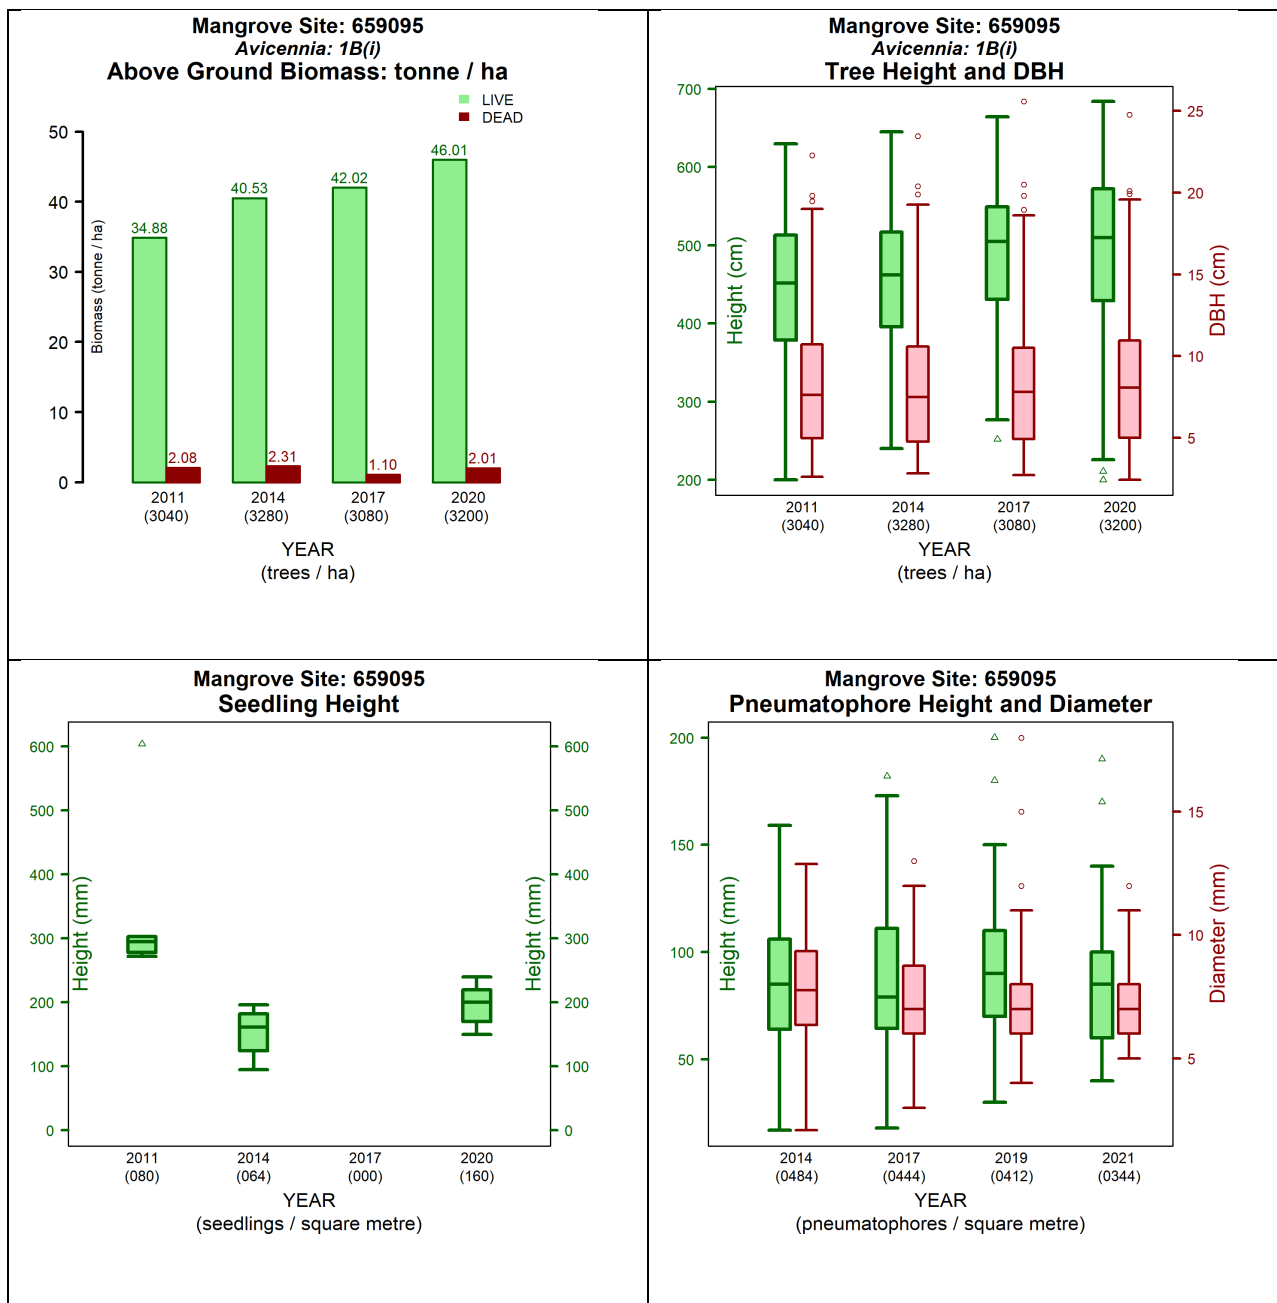 Mangrove Site: 659095
Avicennia: 1B(i)
Above Ground Biomass: tonne / ha
LIVE
DEAD
50
40
30
20
10
0
Biomass (tonne / ha)
34.88
2.08
40.53
2.31
42.02
1.10
46.01
2.01
2011 2014 2017 2020
(3040) (3280) (3080) (3200)
YEAR
(trees / ha)
Mangrove Site: 659095
Avicennia: 1B(i)
Tree Height and DBH
700
600
500
400
300
200
Height (cm)
25
20
15
10
5
DBH (cm)
2011 2014 2017 2020
(3040) (3280) (3080) (3200)
YEAR
(trees / ha)
Mangrove Site: 659095
Seedling Height
600
500
400
300
200
100
0
Height (mm)
600
500
400
300
200
100
0
Height (mm)
2011 2014 2017 2020
(080) (064) (000) (160)
YEAR
(seedlings / square metre)
Mangrove Site: 659095
Pneumatophore Height and Diameter
200
150
100
50
Height (mm)
15
10
5
Diameter (mm)
2014 2017 2019 2021
(0484) (0444) (0412) (0344)
YEAR
(pneumatophores / square metre)